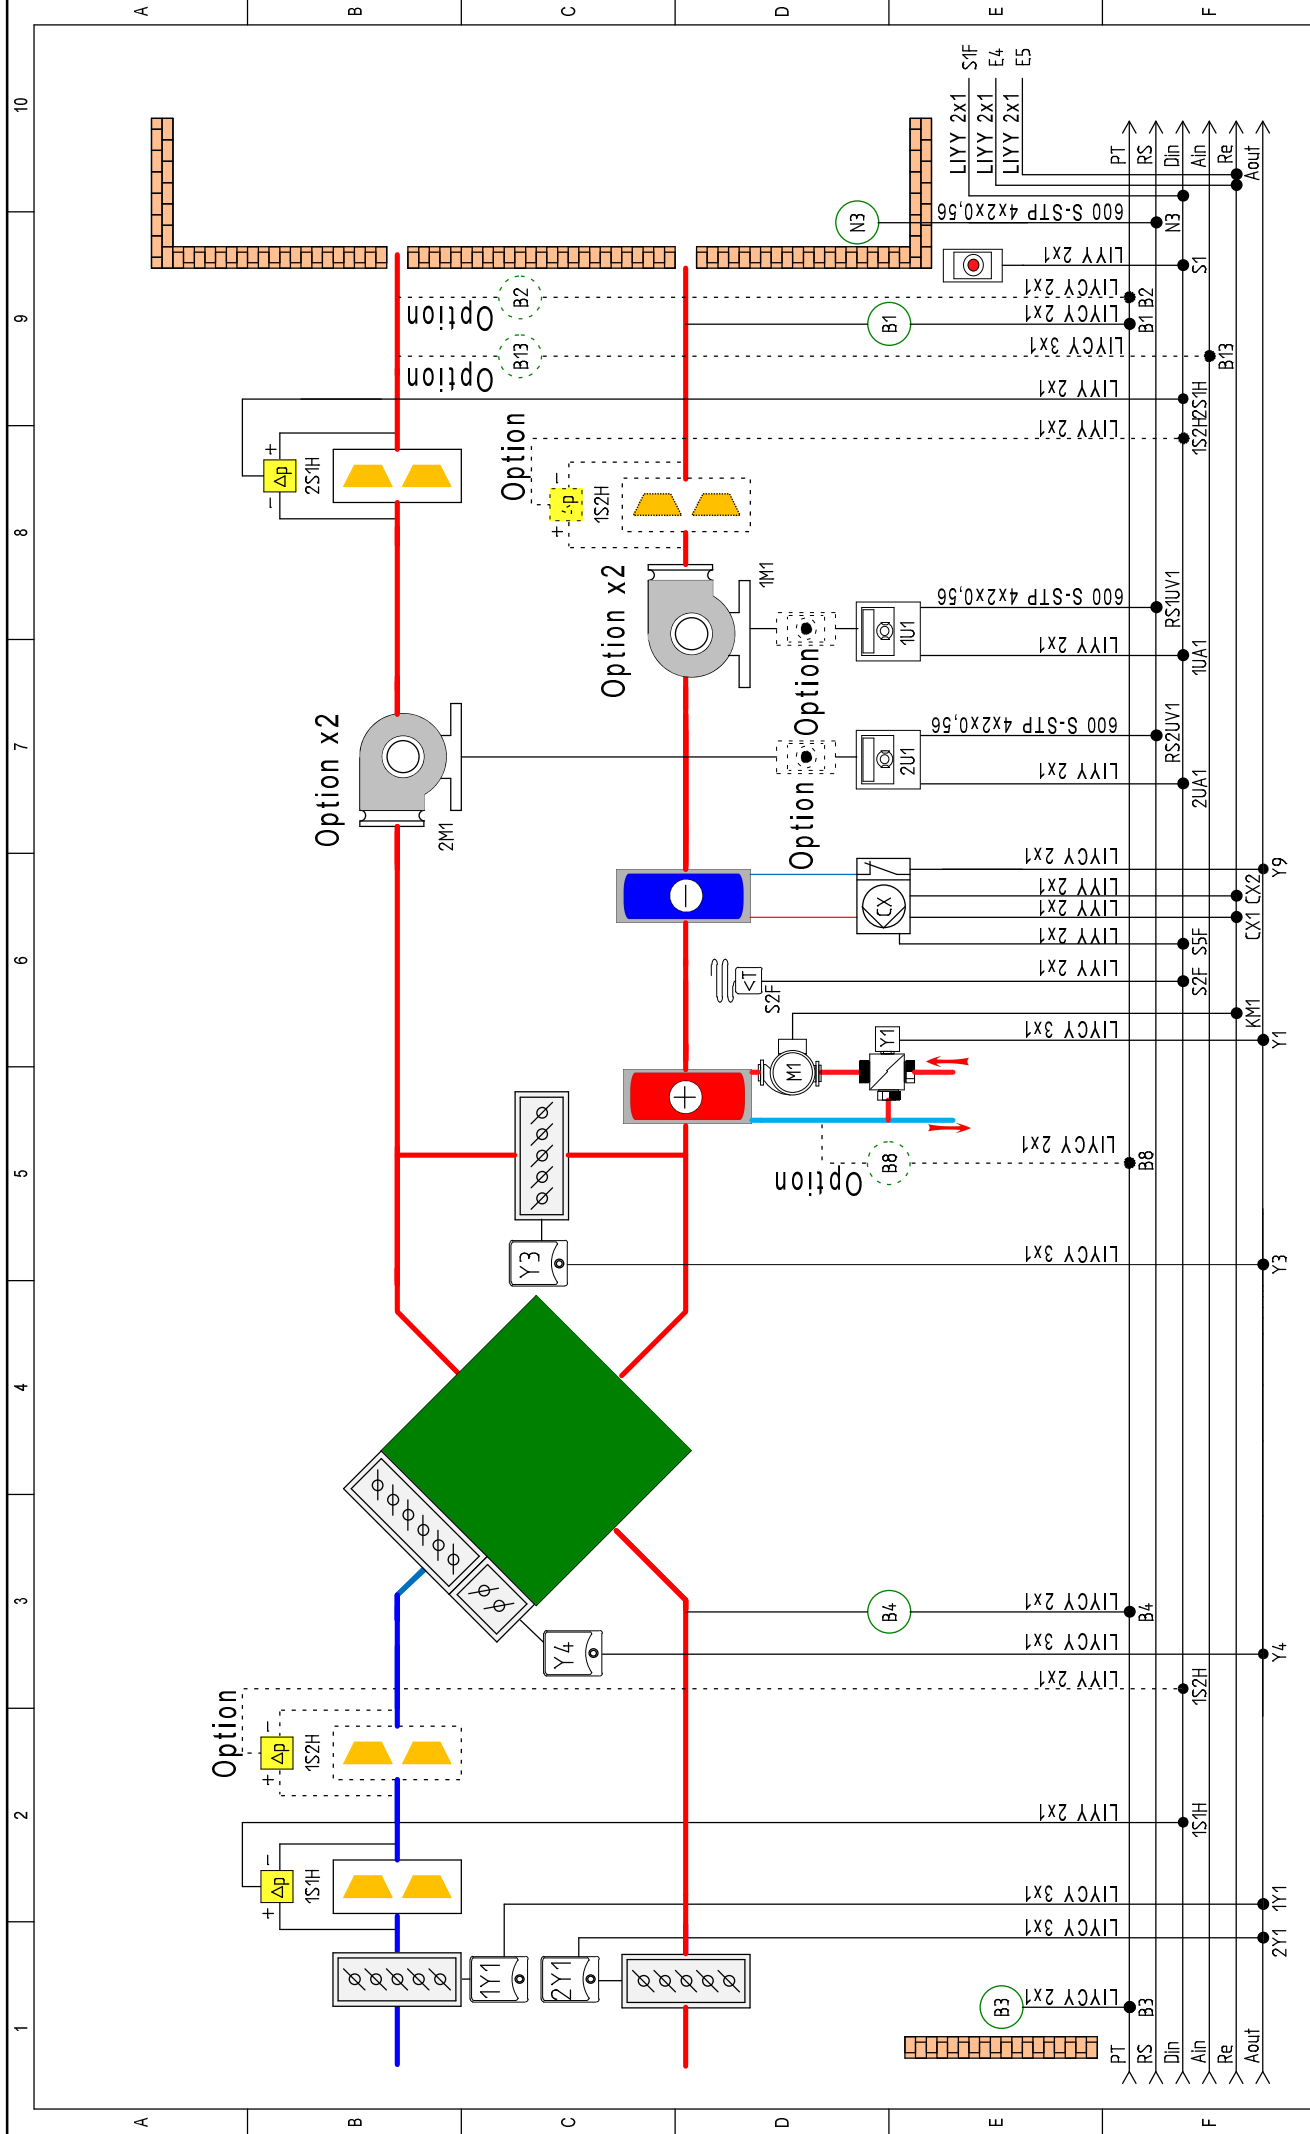 A B C D E F
10
9
8
7
6
5
4
3
2
1
A B C D E F
S1F
E4
E5
LIYY 2x1
LIYY 2x1
LIYY 2x1
PT
RS
Din
Ain
Re
Aout
N3
600 S-STP 4x2x0,56
N3
LIYY 2x1
S1
B2
Option
LIYCY 2x1
B2
B1
LIYCY 2x1
B1
B13
Option
LIYCY 3x1
B13
LIYY 2x1
2S1H
Δp
+
-
2S1H
Option
LIYY 2x1
1S2H
p
-
+
1S2H
Option x2
1M1
Option
1U1
600 S-STP 4x2x0,56
RS1UV1
LIYY 2x1
1UA1
Option x2
2M1
Option
2U1
600 S-STP 4x2x0,56
RS2UV1
LIYY 2x1
2UA1
CX
LIYCY 2x1
Y9
LIYY 2x1
CX2
LIYY 2x1
CX1
LIYY 2x1
S5F
<T
S2F
LIYY 2x1
S2F
KM1
M1
Y1
LIYCY 3x1
Y1
B8
Option
LIYCY 2x1
B8
Y3
LIYCY 3x1
Y3
B4
LIYCY 2x1
B4
Y4
LIYCY 3x1
Y4
Option
LIYY 2x1
1S2H
Δp
-
+
1S2H
LIYY 2x1
1S1H
Δp
-
+
1S1H
1Y1
LIYCY 3x1
1Y1
2Y1
LIYCY 3x1
2Y1
B3
LIYCY 2x1
B3
PT
RS
Din
Ain
Re
Aout